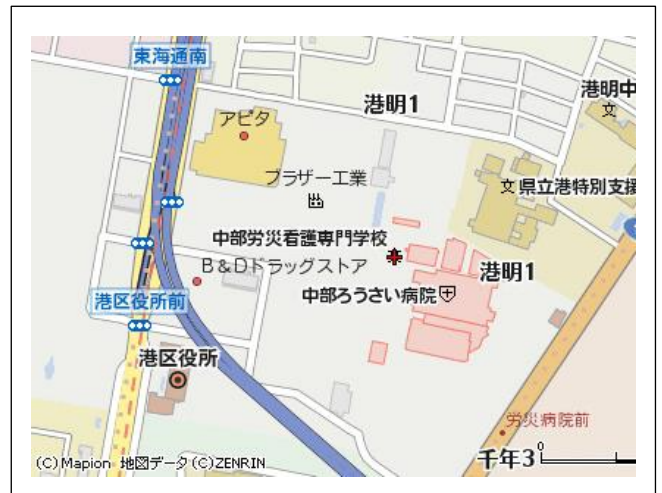 東海通南
港明1
港明中
アピタ
ブラザー工業
県立港特別支援
中部労災看護専門学校
B&Dドラッグストア
港明1
中部ろうさい病院
港区役所前
港区役所
労災病院前
千年3
0
(C)Mapion 地図データ(C)ZENRIN